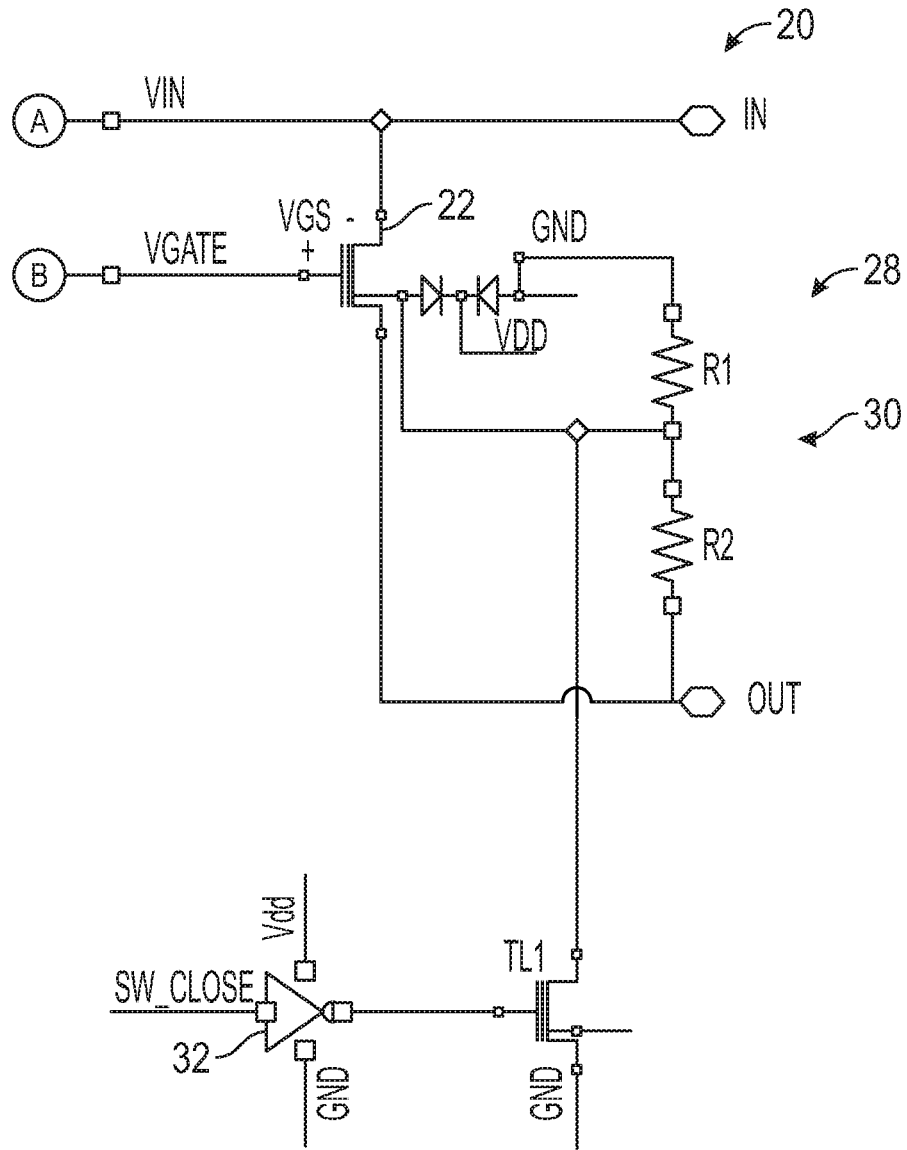 20
VIN
A
IN
VGS -
22
+
GND
VGATE
B
28
VDD
R1
30
R2
OUT
Vdd
TL1
SW_CLOSE
32
GND
GND